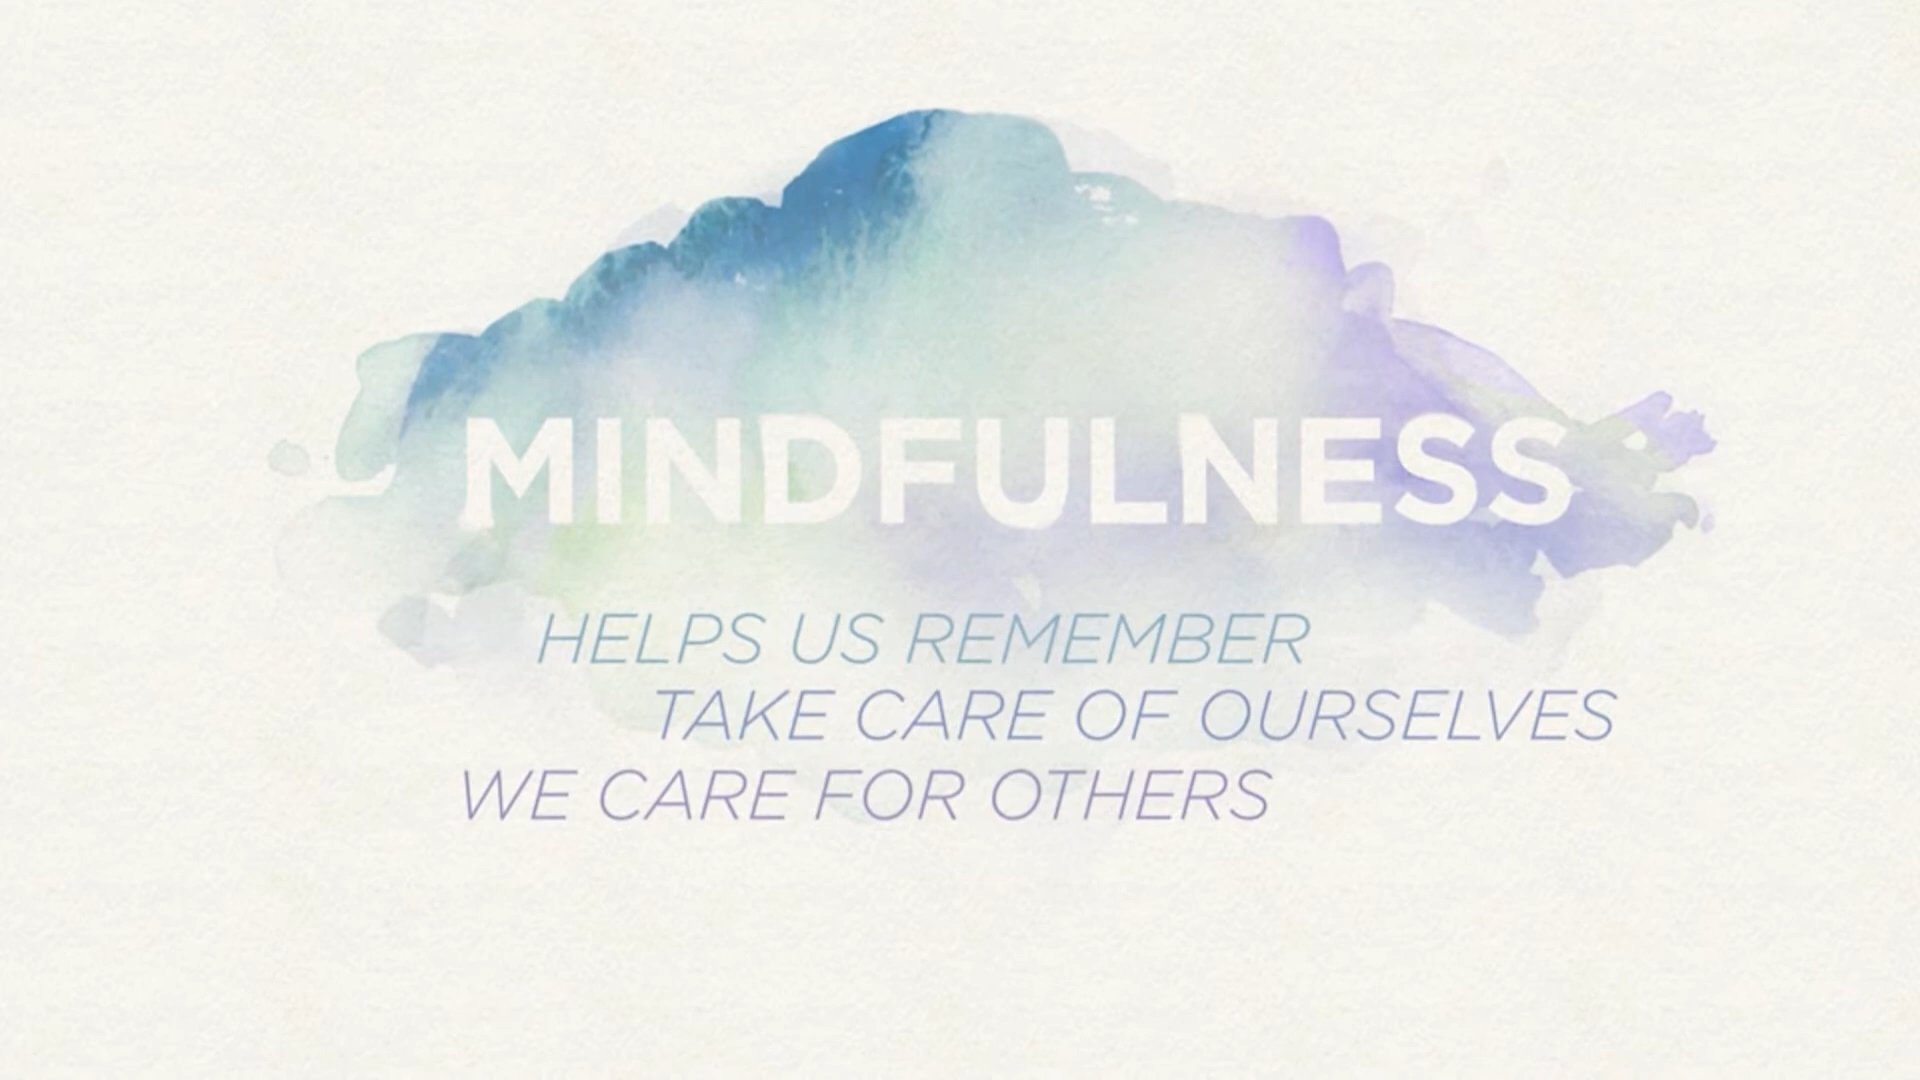 MINDFULNESS
HELPS US REMEMBER
TAKE CARE OF OURSELVES
WE CARE FOR OTHERS